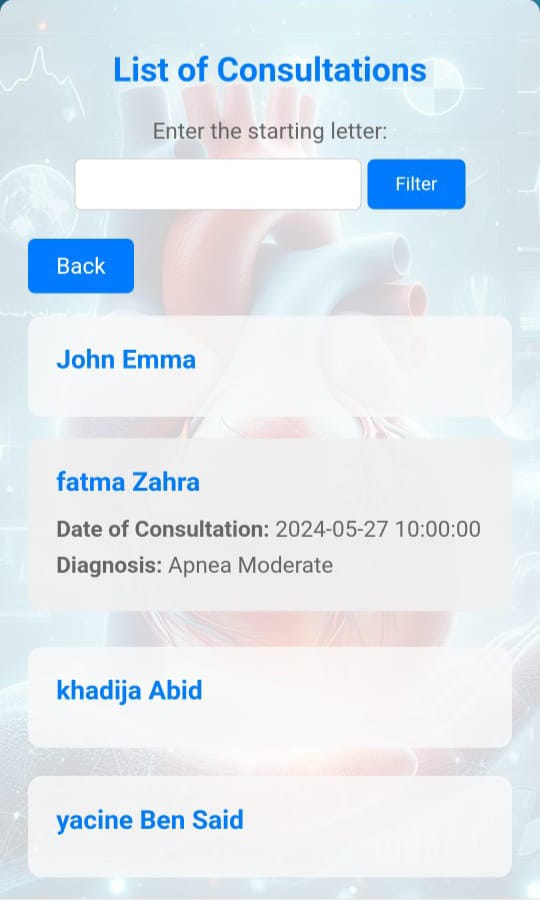 List of Consultations
Enter the starting letter:
Filter
Back
John Emma
fatma Zahra
Date of Consultation: 2024-05-27 10:00:00
Diagnosis: Apnea Moderate
khadija Abid
yacine Ben Said